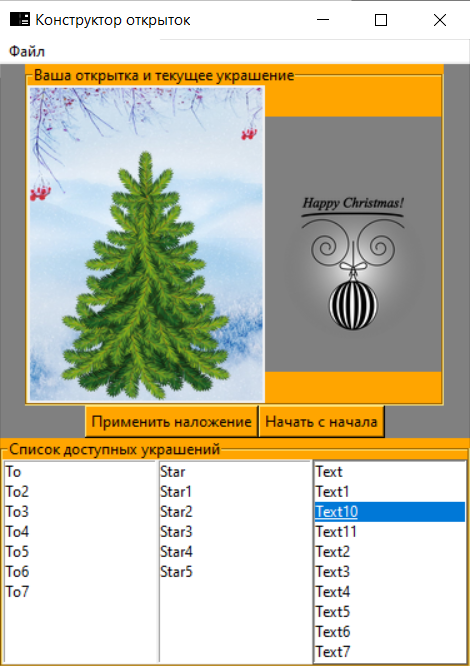 Конструктор открыток
Файл
Ваша открытка и текущее украшение
Happy Christmas!
Применить наложение
Начать с начала
Список доступных украшений
To
To2
To3
To4
To5
To6
To7
Star
Star1
Star2
Star3
Star4
Star5
Text
Text1
Text10
Text11
Text2
Text3
Text4
Text5
Text6
Text7